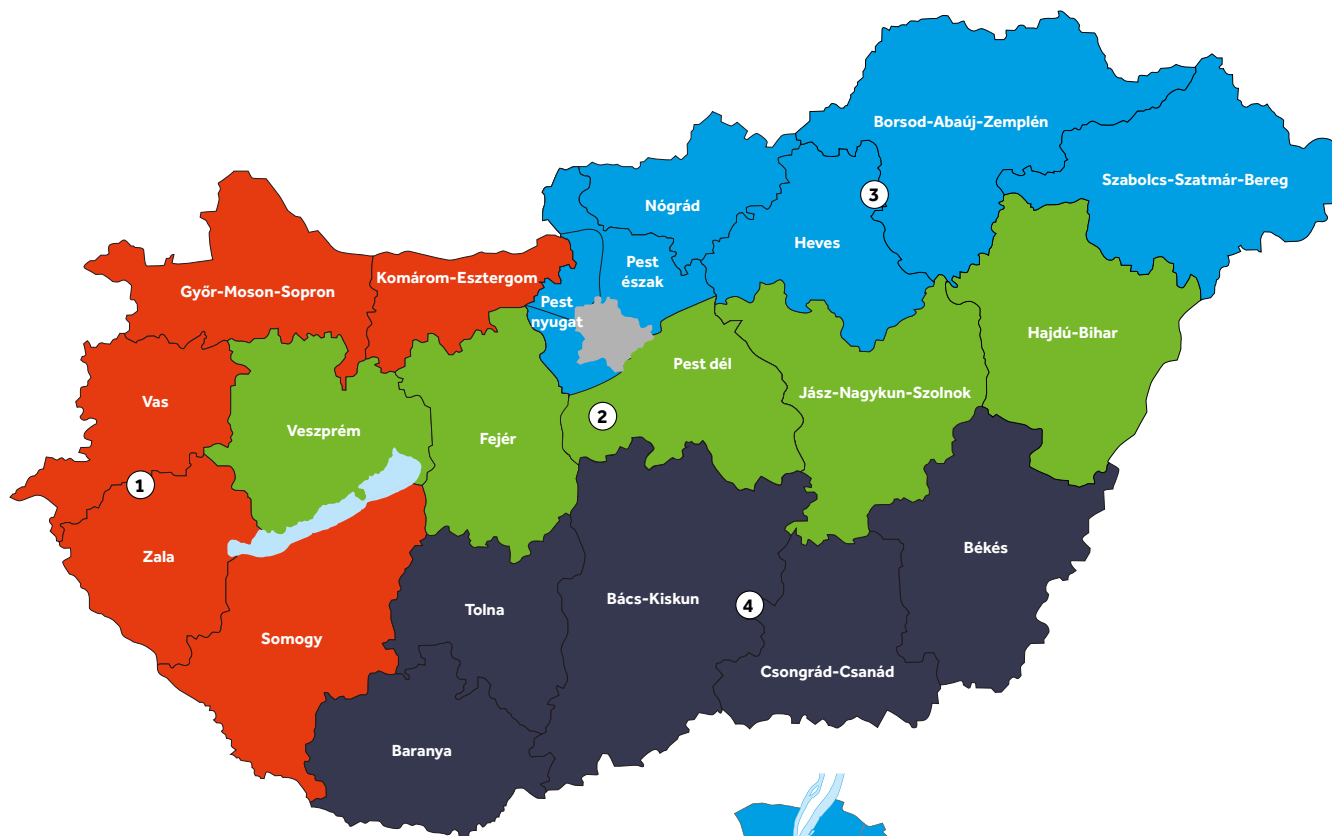 Borsod-Abaúj-Zemplén
Szabolcs-Szatmár-Bereg
3
Nógrád
Heves
Pest
észak
Komárom-Esztergom
Győr-Moson-Sopron
Pest
nyugat
Hajdú-Bihar
Pest dél
Jász-Nagykun-Szolnok
Vas
2
Veszprém
Fejér
1
Zala
Békés
Bács-Kiskun
4
Tolna
Somogy
Csongrád-Csanád
Baranya